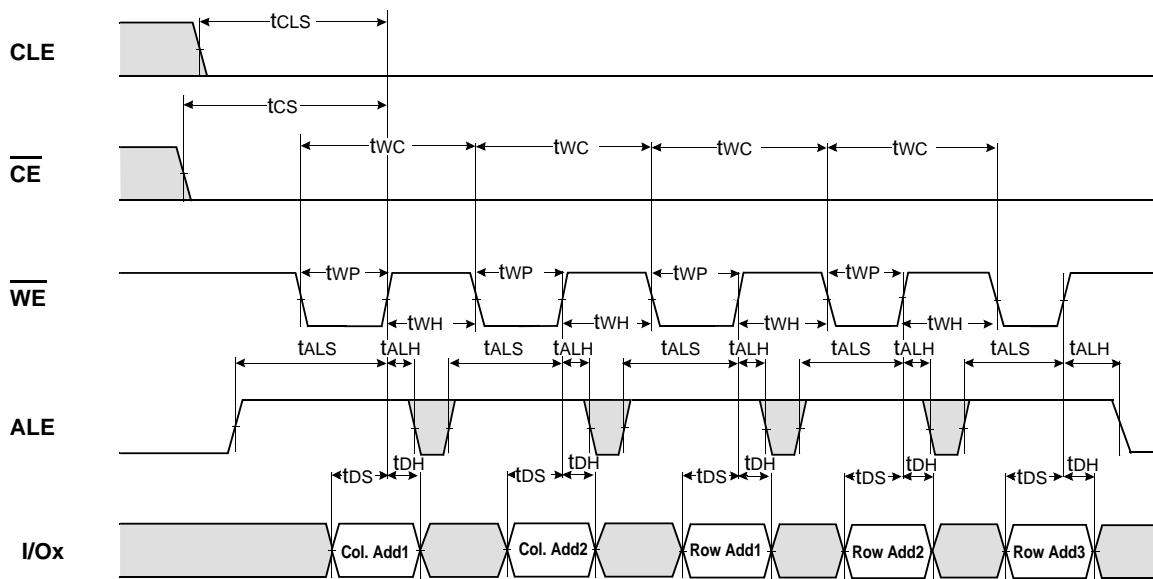 CLE
tCLS
tCS
CE
tWC tWC tWC tWC
WE
tWP tWP tWP tWP
tWH tWH tWH tWH
tALS tALH tALS tALH tALS tALH tALS tALH tALS tALH
ALE
tDS tDH tDS tDH tDS tDH tDS tDH tDS tDH
I/Ox
Col. Add1 Col. Add2 Row Add1 Row Add2 Row Add3